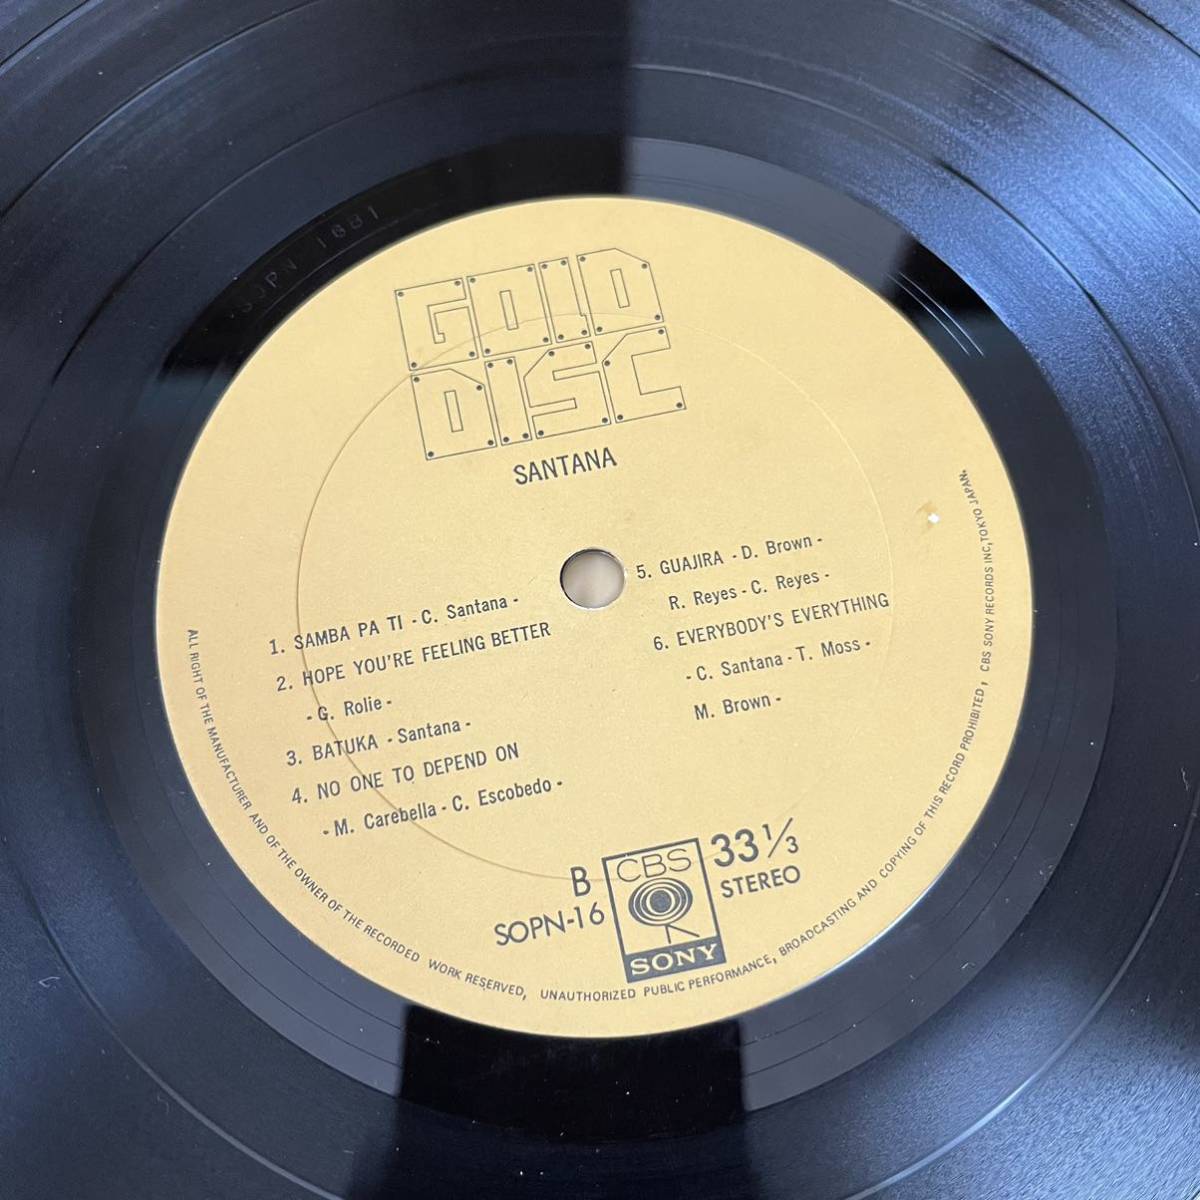 SOPN 16B1
GOLD
DISC
SANTANA
1. SAMBA PA TI - C. Santana -
2. HOPE YOU'RE FEELING BETTER
- G. Rolie -
3. BATUKA - Santana -
4. NO ONE TO DEPEND ON
- M. Carebella - C. Escobedo -
5. GUAJIRA - D. Brown -
R. Reyes - C. Reyes -
6. EVERYBODY'S EVERYTHING
- C. Santana - T. Moss -
M. Brown -
B
SOPN-16
CBS
SONY
33 1/3
STEREO
ALL RIGHT OF THE MANUFACTURER AND OF THE OWNER OF THE RECORDED WORK RESERVED, UNAUTHORIZED PUBLIC PERFORMANCE, BROADCASTING AND COPYING OF THIS RECORD PROHIBITED, CBS SONY RECORDS INC, TOKYO JAPAN.